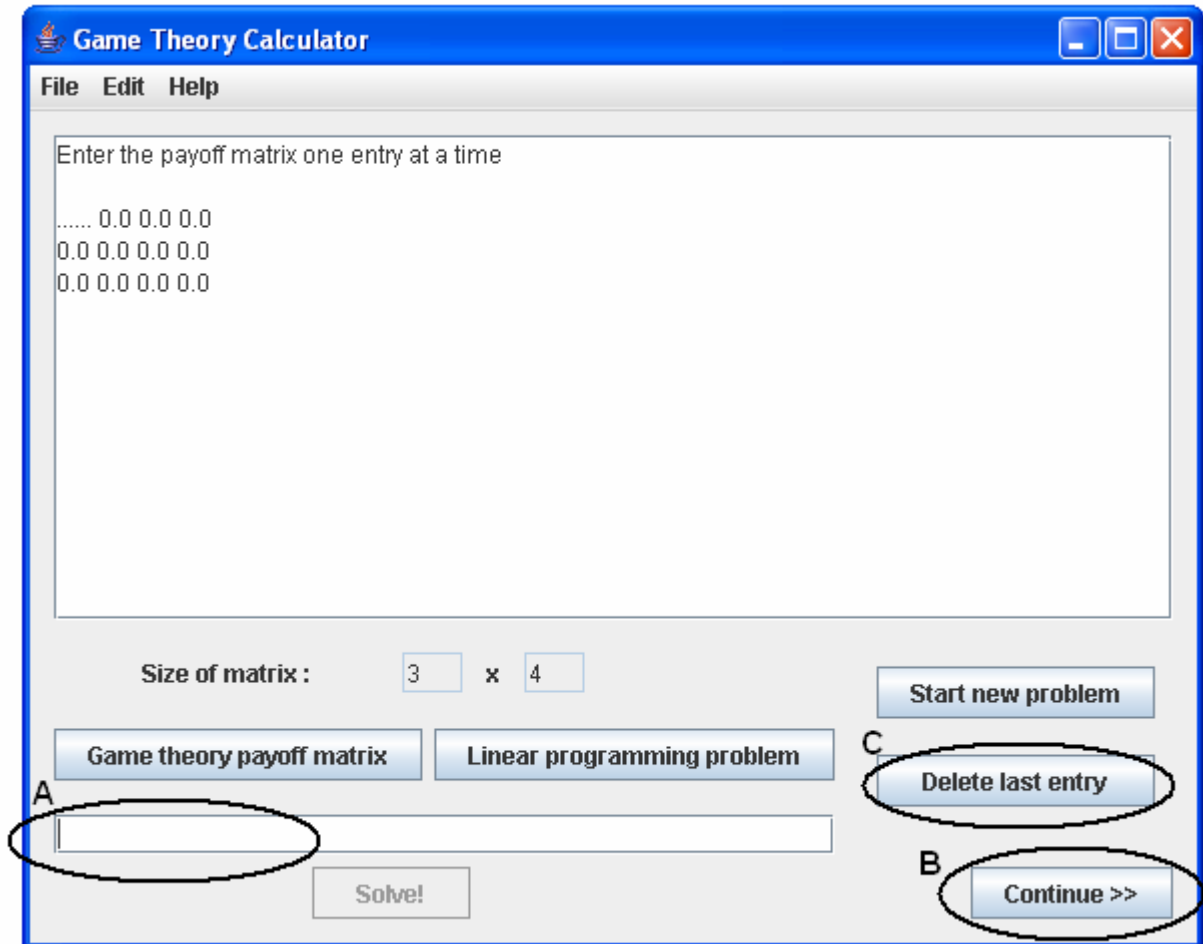 Game Theory Calculator
File Edit Help
Enter the payoff matrix one entry at a time
...... 0.0 0.0 0.0
0.0 0.0 0.0 0.0
0.0 0.0 0.0 0.0
Size of matrix : 3 x 4
Start new problem
Game theory payoff matrix Linear programming problem
C
Delete last entry
A
B
Solve!
Continue >>